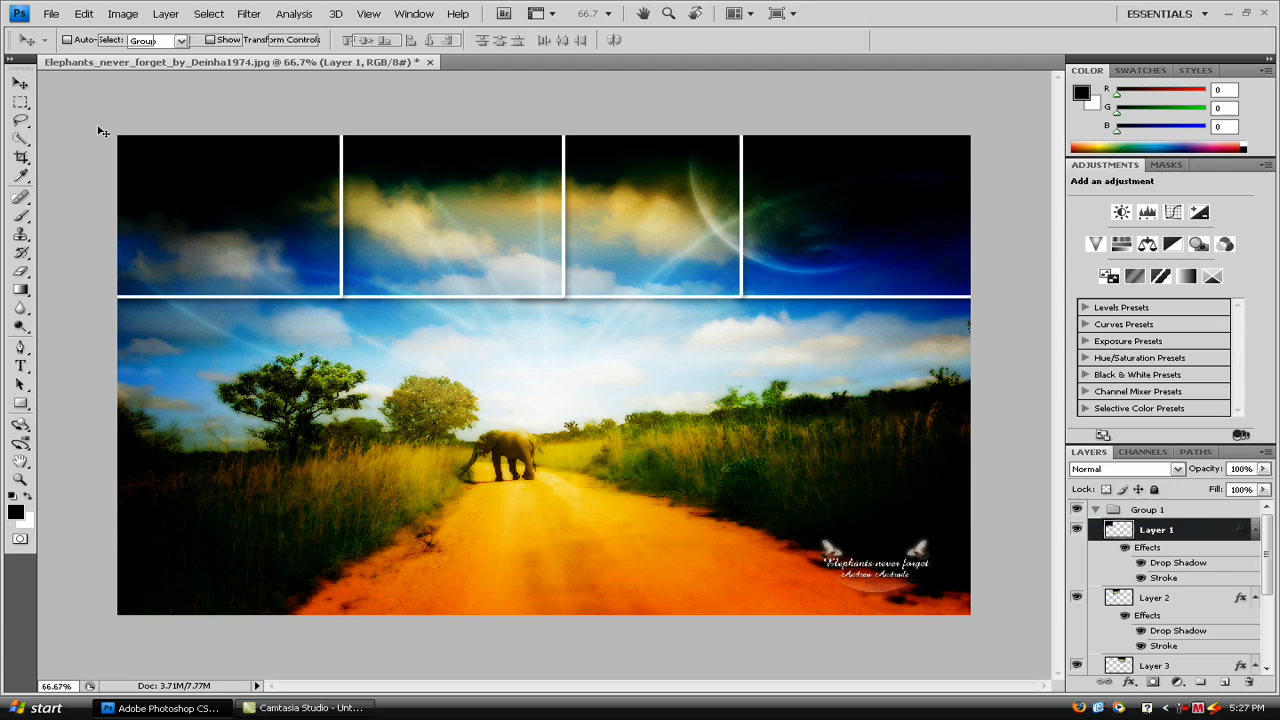 Ps File Edit Image Layer Select Filter Analysis 3D View Window Help Br 66.7 ESSENTIALS
Auto-Select: Group Show Transform Controls
Elephants_never_forget_by_Deinha1974.jpg @ 66.7% (Layer 1, RGB/8#) *
COLOR SWATCHES STYLES
R 0
G 0
B 0
ADJUSTMENTS MASKS
Add an adjustment
Levels Presets
Curves Presets
Exposure Presets
Hue/Saturation Presets
Black & White Presets
Channel Mixer Presets
Selective Color Presets
LAYERS CHANNELS PATHS
Normal Opacity: 100%
Lock: Fill: 100%
Group 1
Layer 1
Effects
Drop Shadow
Stroke
Layer 2 fx
Effects
Drop Shadow
Stroke
Layer 3 fx
Elephants never forget
Andrea Andrade
66.67% Doc: 3.71M/7.77M
start Adobe Photoshop CS... Camtasia Studio - Unt... 5:27 PM